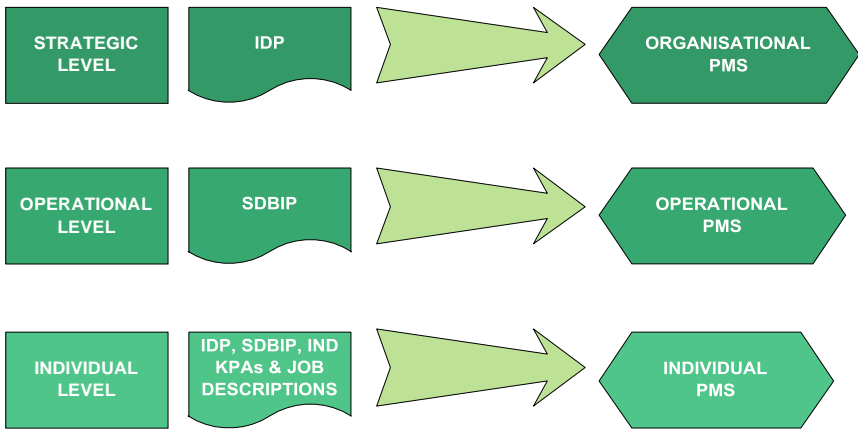 STRATEGIC
LEVEL
IDP
ORGANISATIONAL
PMS
OPERATIONAL
LEVEL
SDBIP
OPERATIONAL
PMS
INDIVIDUAL
LEVEL
IDP, SDBIP, IND
KPAs & JOB
DESCRIPTIONS
INDIVIDUAL
PMS